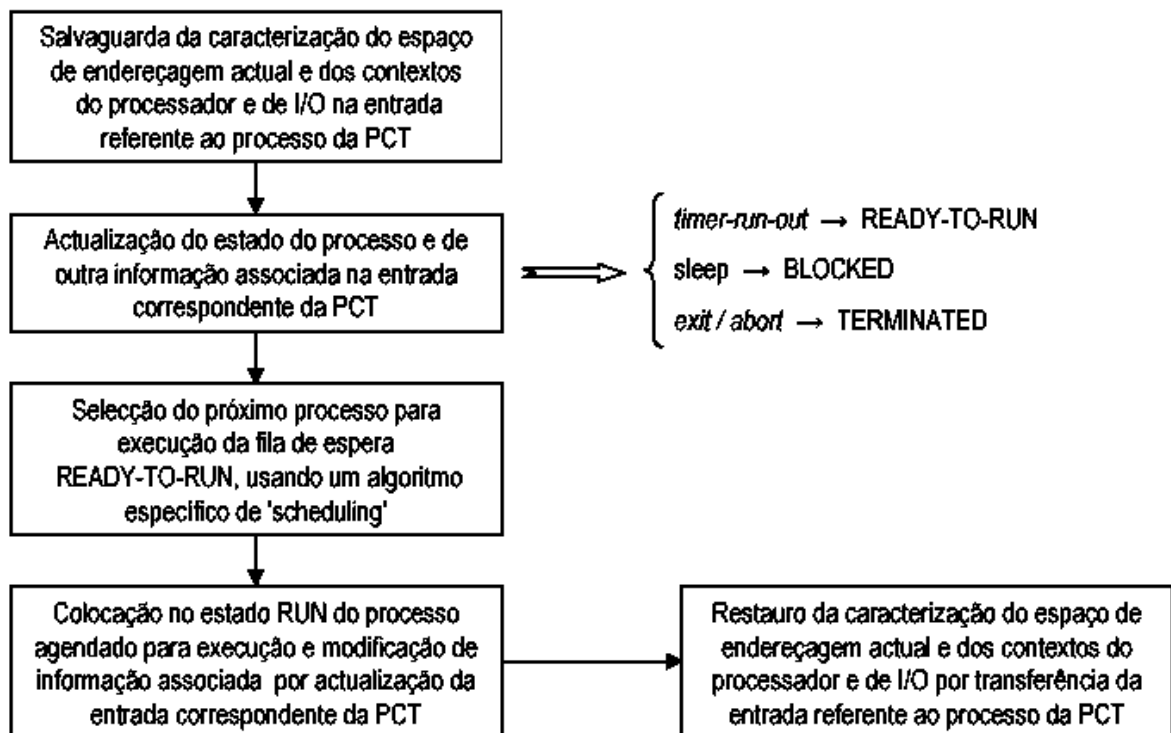 Salvaguarda da caracterização do espaço
de endereçagem actual e dos contextos
do processador e de I/O na entrada
referente ao processo da PCT
Actualização do estado do processo e de
outra informação associada na entrada
correspondente da PCT
timer-run-out → READY-TO-RUN
sleep → BLOCKED
exit / abort → TERMINATED
Selecção do próximo processo para
execução da fila de espera
READY-TO-RUN, usando um algoritmo
específico de 'scheduling'
Colocação no estado RUN do processo
agendado para execução e modificação de
informação associada por actualização da
entrada correspondente da PCT
Restauro da caracterização do espaço de
endereçagem actual e dos contextos do
processador e de I/O por transferência da
entrada referente ao processo da PCT